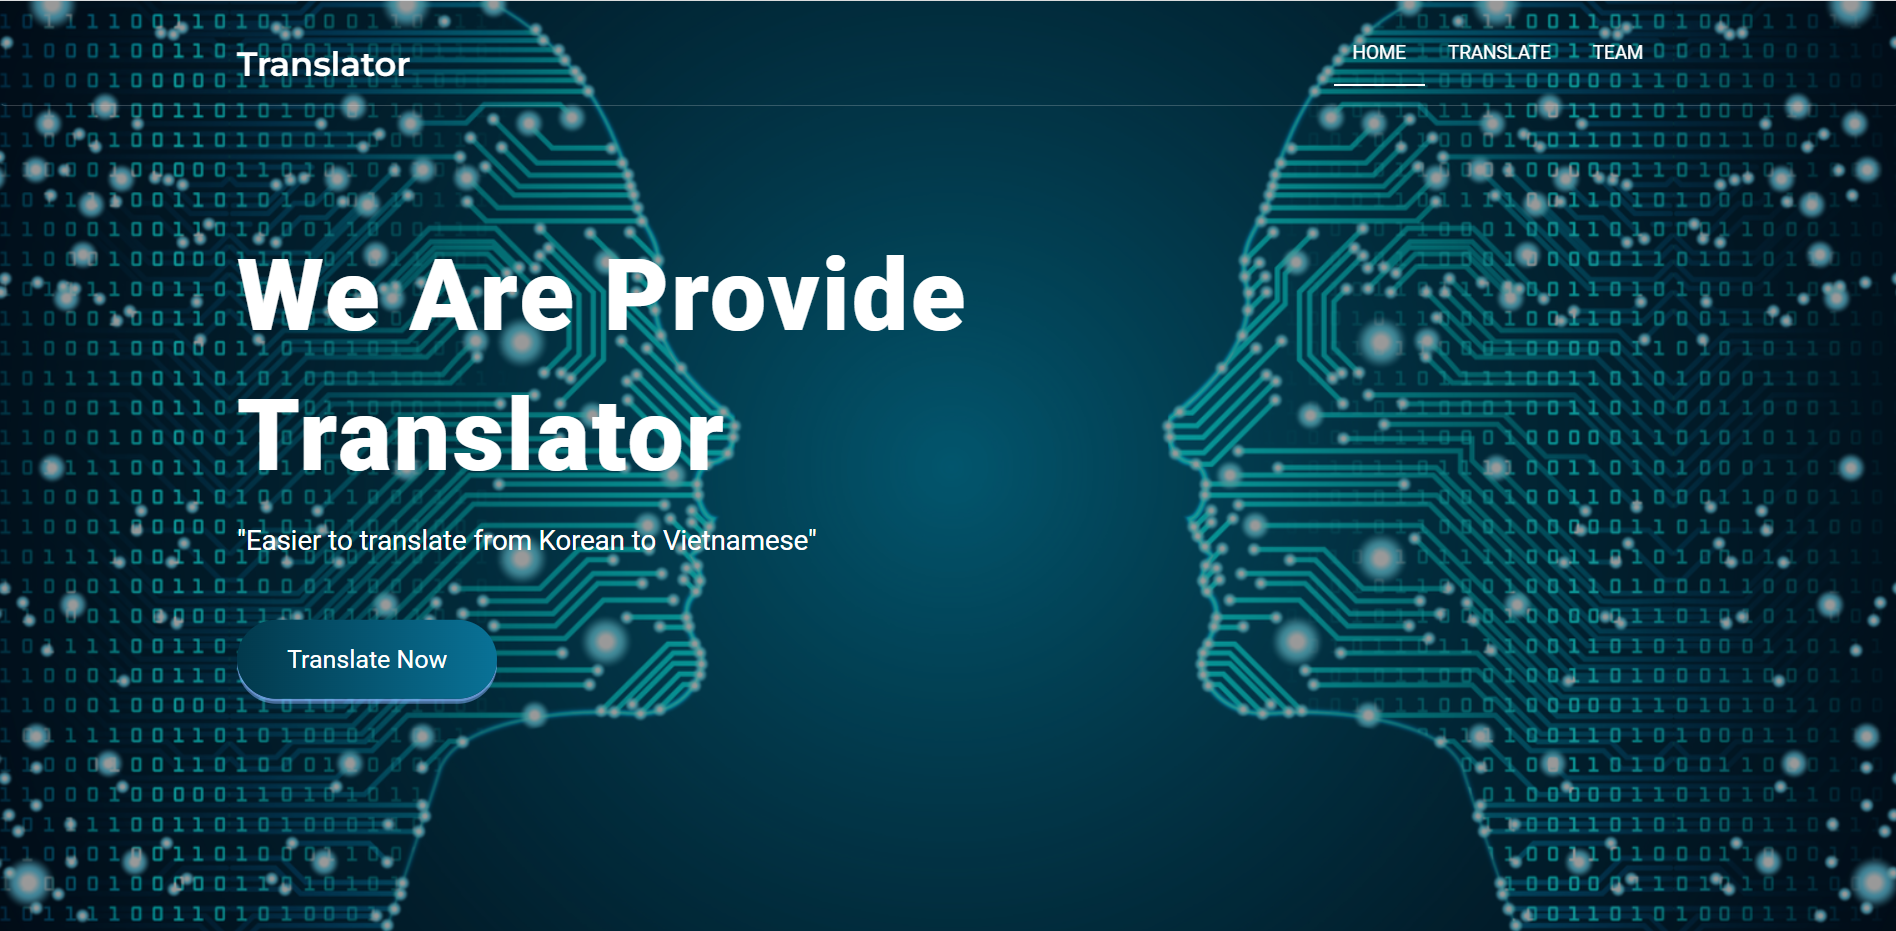 Translator
HOME TRANSLATE TEAM
We Are Provide
Translator
"Easier to translate from Korean to Vietnamese"
Translate Now